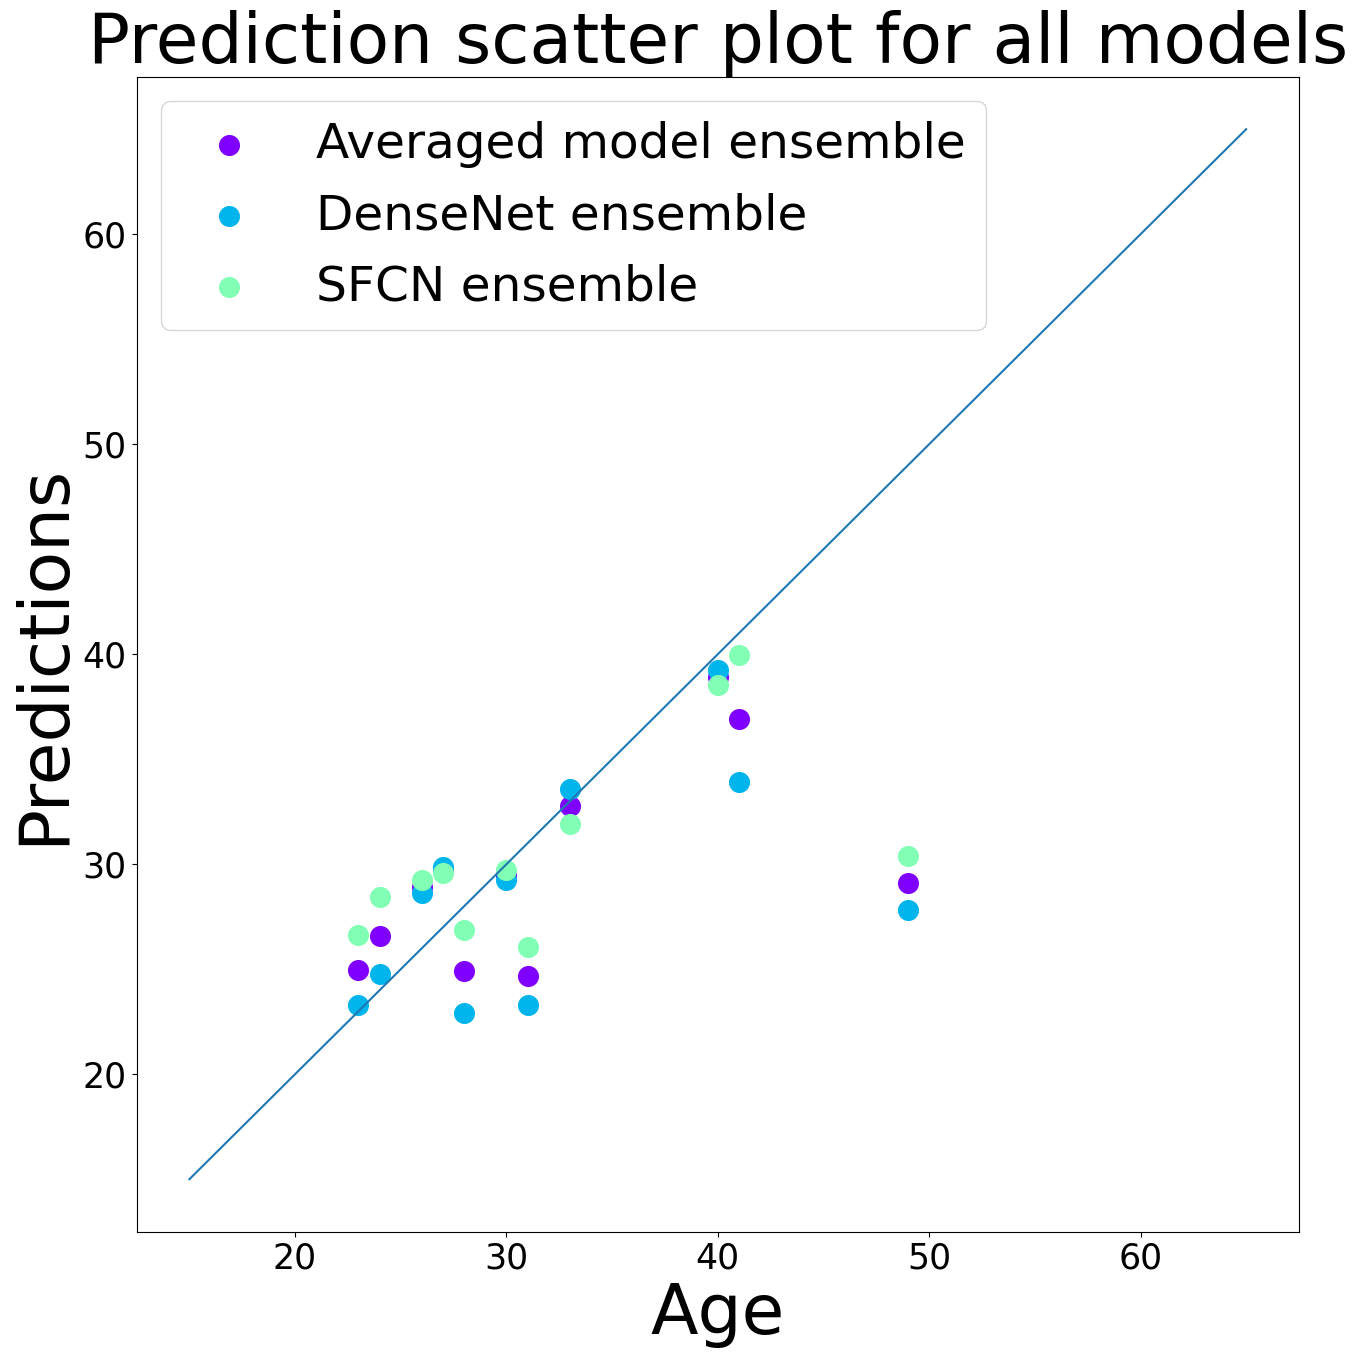 Prediction scatter plot for all models
Averaged model ensemble
DenseNet ensemble
SFCN ensemble
60
50
40
30
20
Predictions
20 30 40 50 60
Age